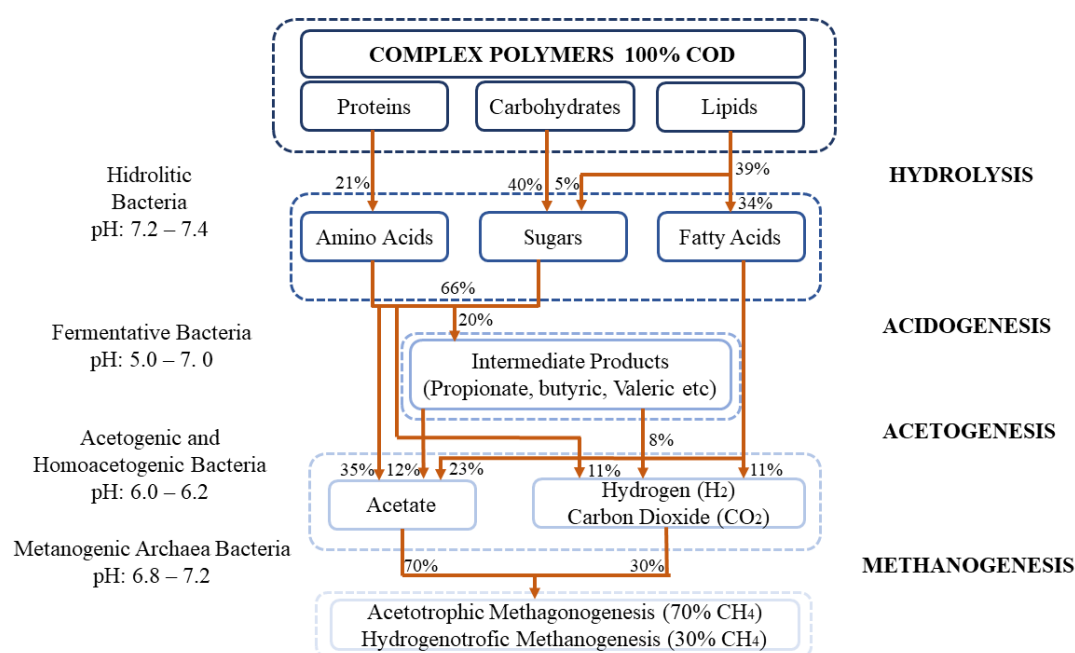 COMPLEX POLYMERS 100% COD
Proteins
Carbohydrates
Lipids
Hidrolitic
Bacteria
pH: 7.2 – 7.4
21%
40%
5%
39%
34%
HYDROLYSIS
Amino Acids
Sugars
Fatty Acids
66%
20%
Fermentative Bacteria
pH: 5.0 – 7. 0
ACIDOGENESIS
Intermediate Products
(Propionate, butyric, Valeric etc)
Acetogenic and
Homoacetogenic Bacteria
pH: 6.0 – 6.2
ACETOGENESIS
8%
35%
12%
23%
11%
11%
Acetate
Hydrogen (H2)
Carbon Dioxide (CO2)
Metanogenic Archaea Bacteria
pH: 6.8 – 7.2
METHANOGENESIS
70%
30%
Acetotrophic Methagonogenesis (70% CH4)
Hydrogenotrofic Methanogenesis (30% CH4)